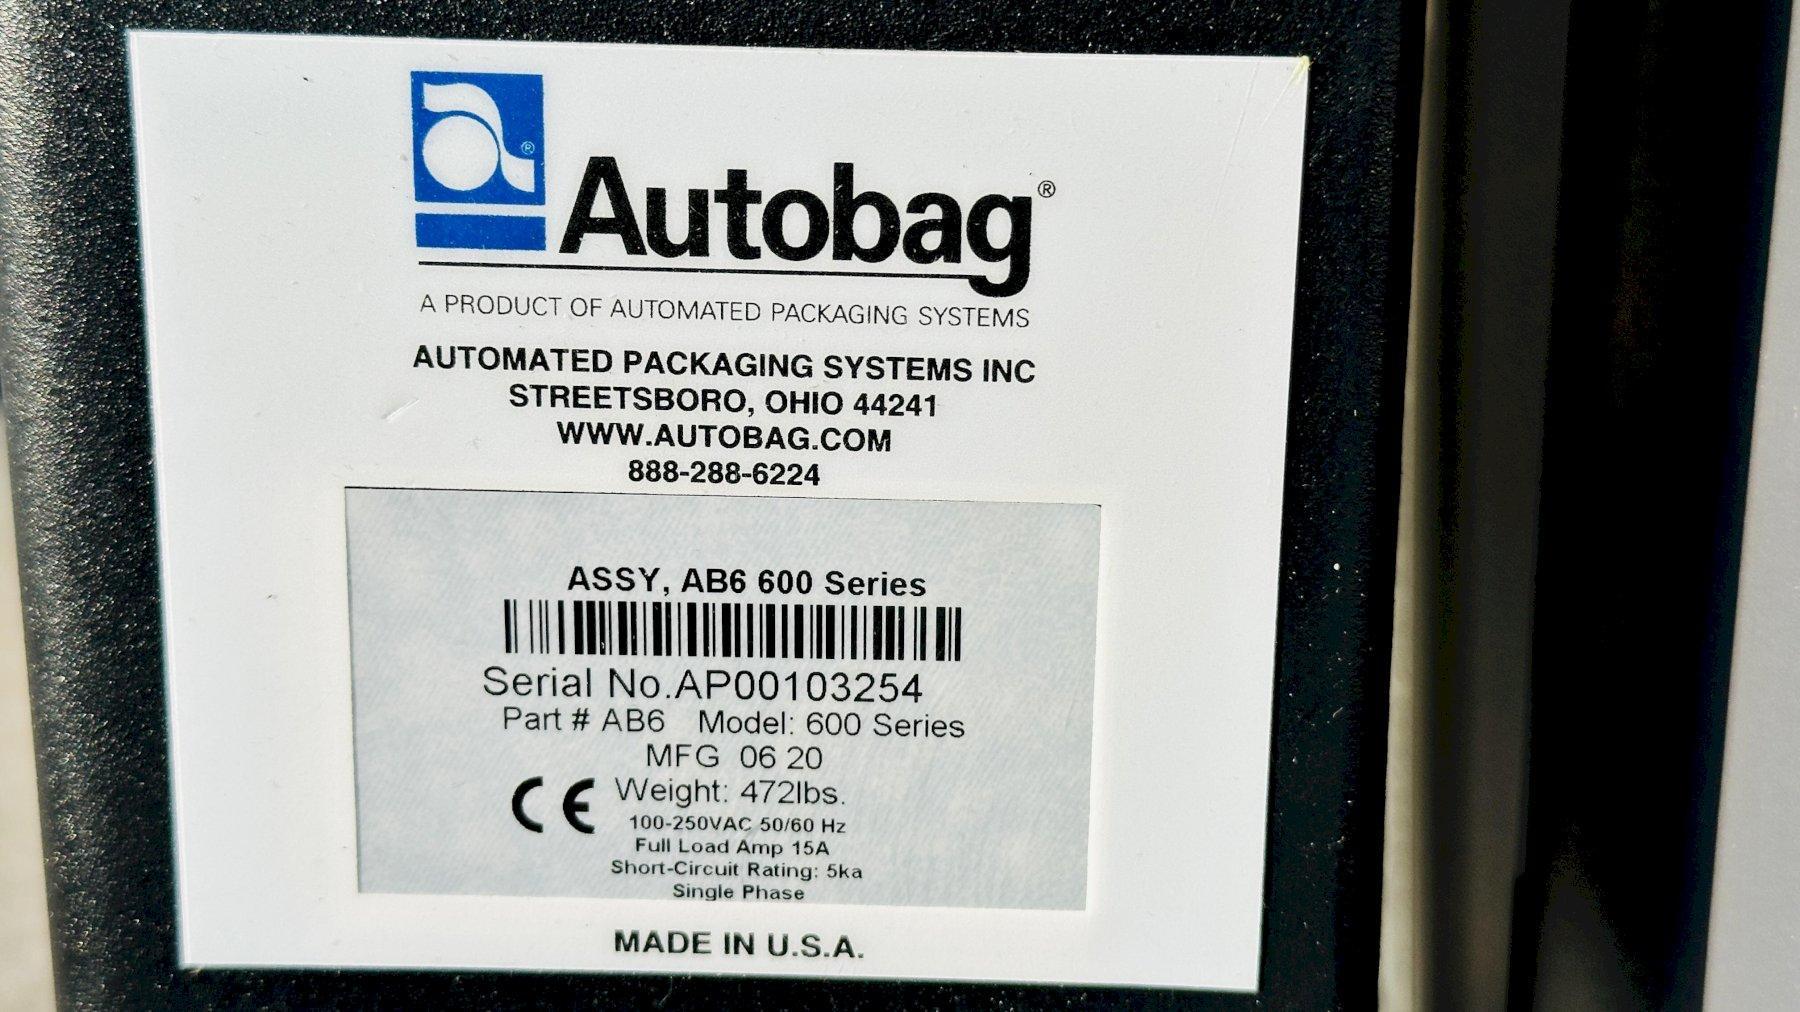 a®
Autobag®
A PRODUCT OF AUTOMATED PACKAGING SYSTEMS
AUTOMATED PACKAGING SYSTEMS INC
STREETSBORO, OHIO 44241
WWW.AUTOBAG.COM
888-288-6224
ASSY, AB6 600 Series
Serial No.AP00103254
Part # AB6 Model: 600 Series
MFG 06 20
CE Weight: 472lbs.
100-250VAC 50/60 Hz
Full Load Amp 15A
Short-Circuit Rating: 5ka
Single Phase
MADE IN U.S.A.